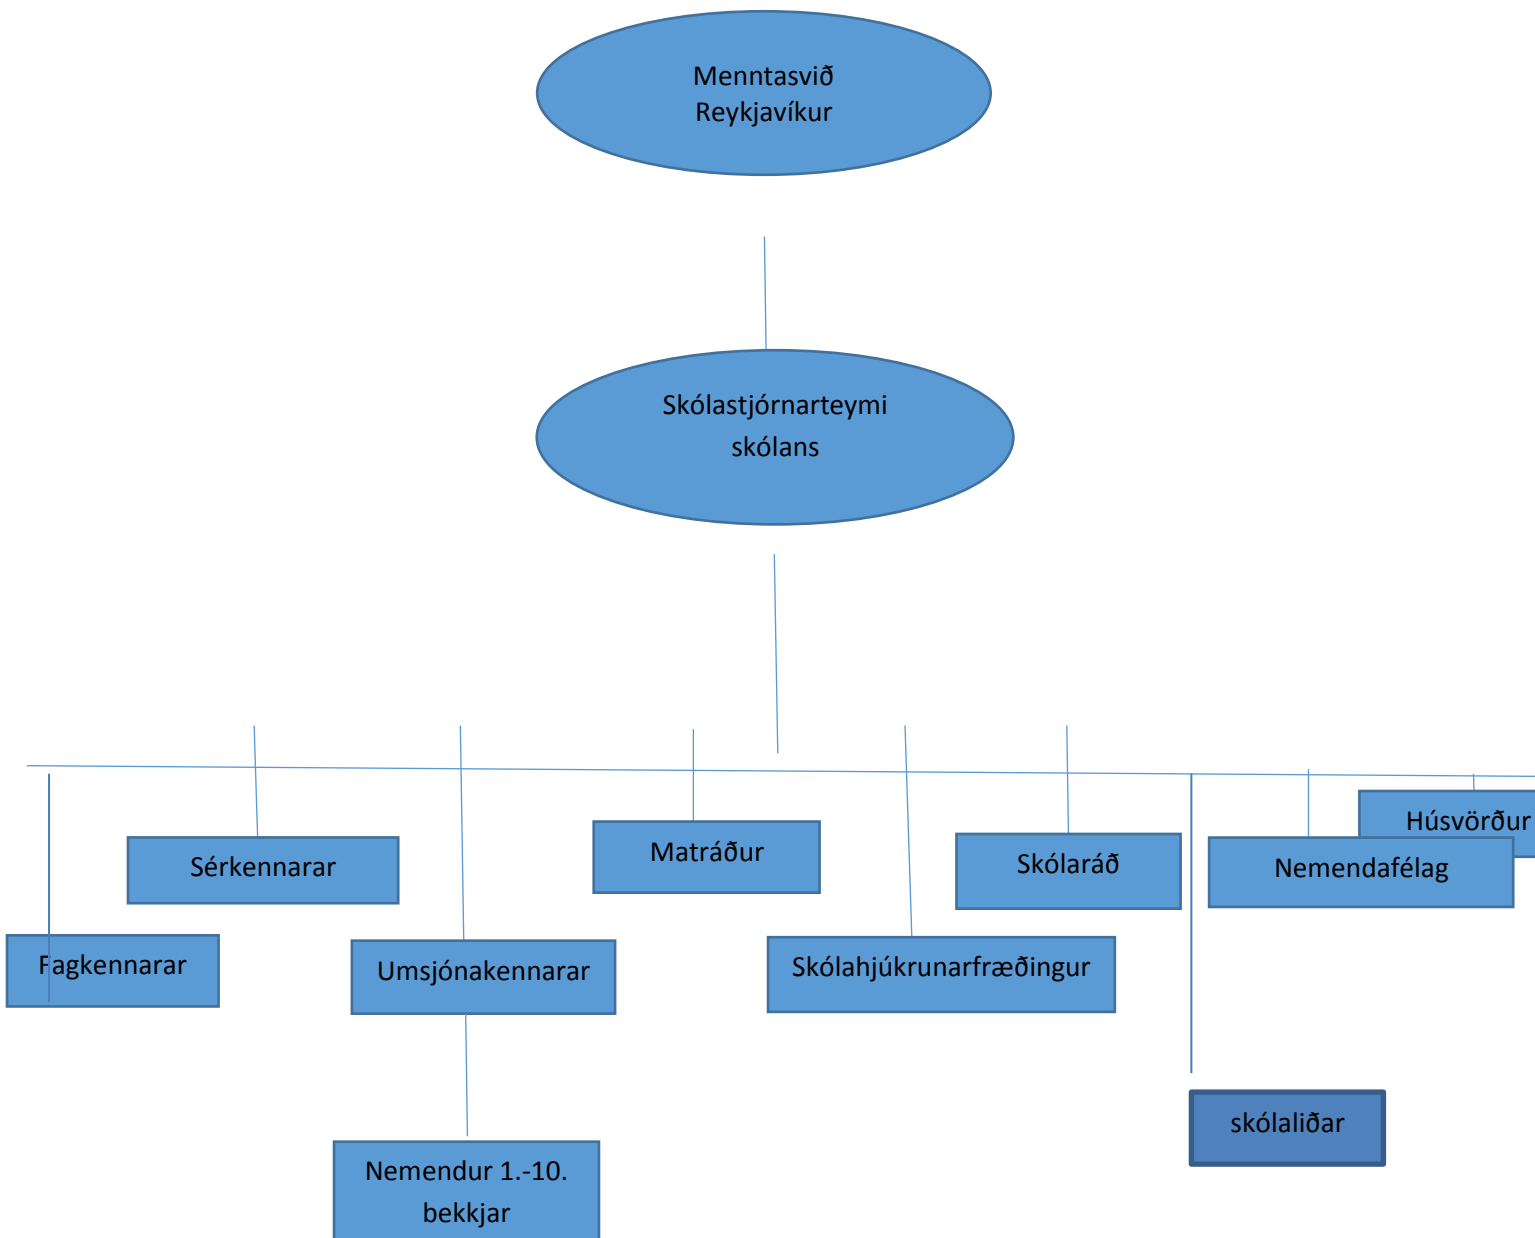 Menntasvið
Reykjavíkur
Skólastjórnarteymi
skólans
Húsvörður
Matráður
Skólaráð
Sérkennarar
Nemendafélag
Fagkennarar
Umsjónakennarar
Skólahjúkrunarfræðingur
skólaliðar
Nemendur 1.-10.
bekkjar